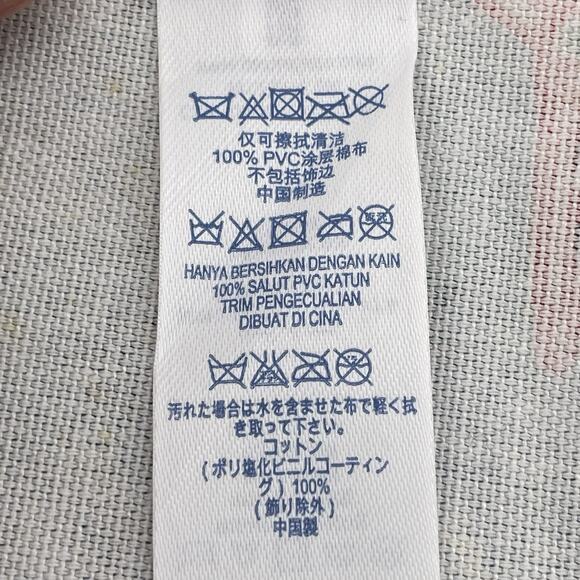 仅可擦拭清洁
100% PVC涂层棉布
不包括饰边
中国制造
HANYA BERSIHKAN DENGAN KAIN
100% SALUT PVC KATUN
TRIM PENGECUALIAN
DIBUAT DI CINA
汚れた場合は水を含ませた布で軽く拭
き取って下さい。
コットン
(ポリ塩化ビニルコーティン
グ) 100%
(飾り除外)
中国製